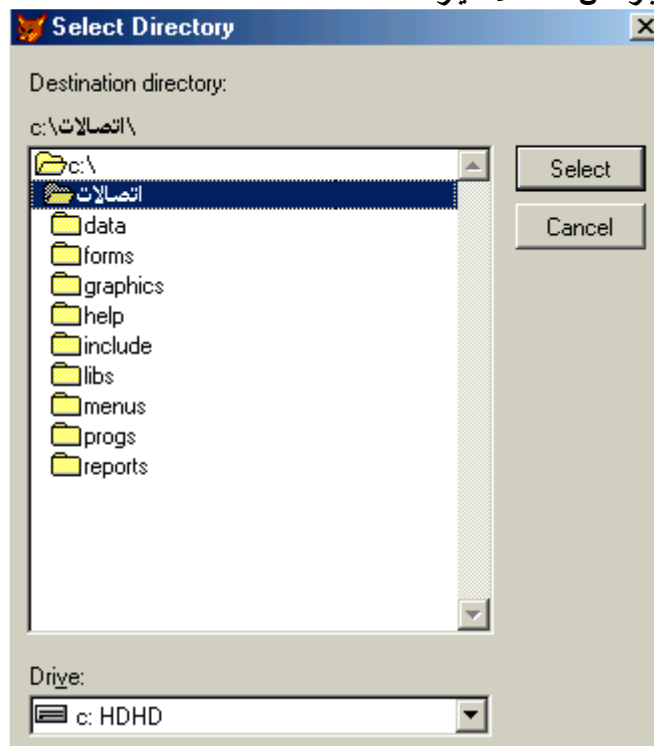 Select Directory
Destination directory:
c:\اتصالات\
c:\
اتصالات
data
forms
graphics
help
include
libs
menus
progs
reports
Select
Cancel
Drive:
c: HDHD